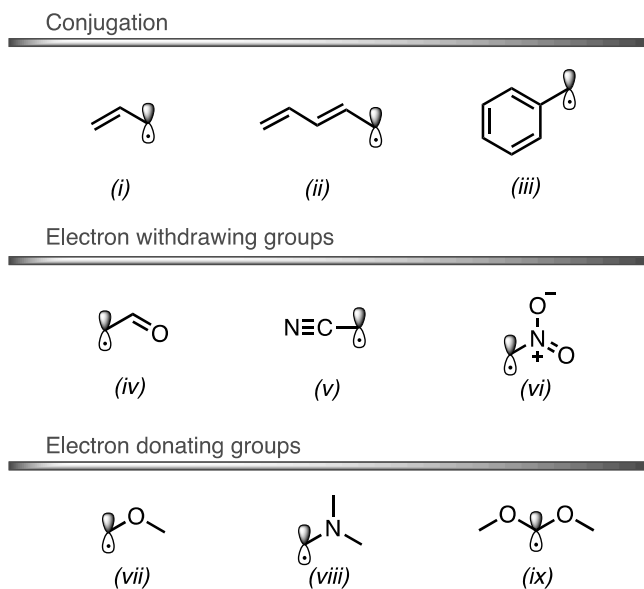 Conjugation
(i) (ii) (iii)
Electron withdrawing groups
O−
O N≡C N+ O
(iv) (v) (vi)
Electron donating groups
O N O O
(vii) (viii) (ix)